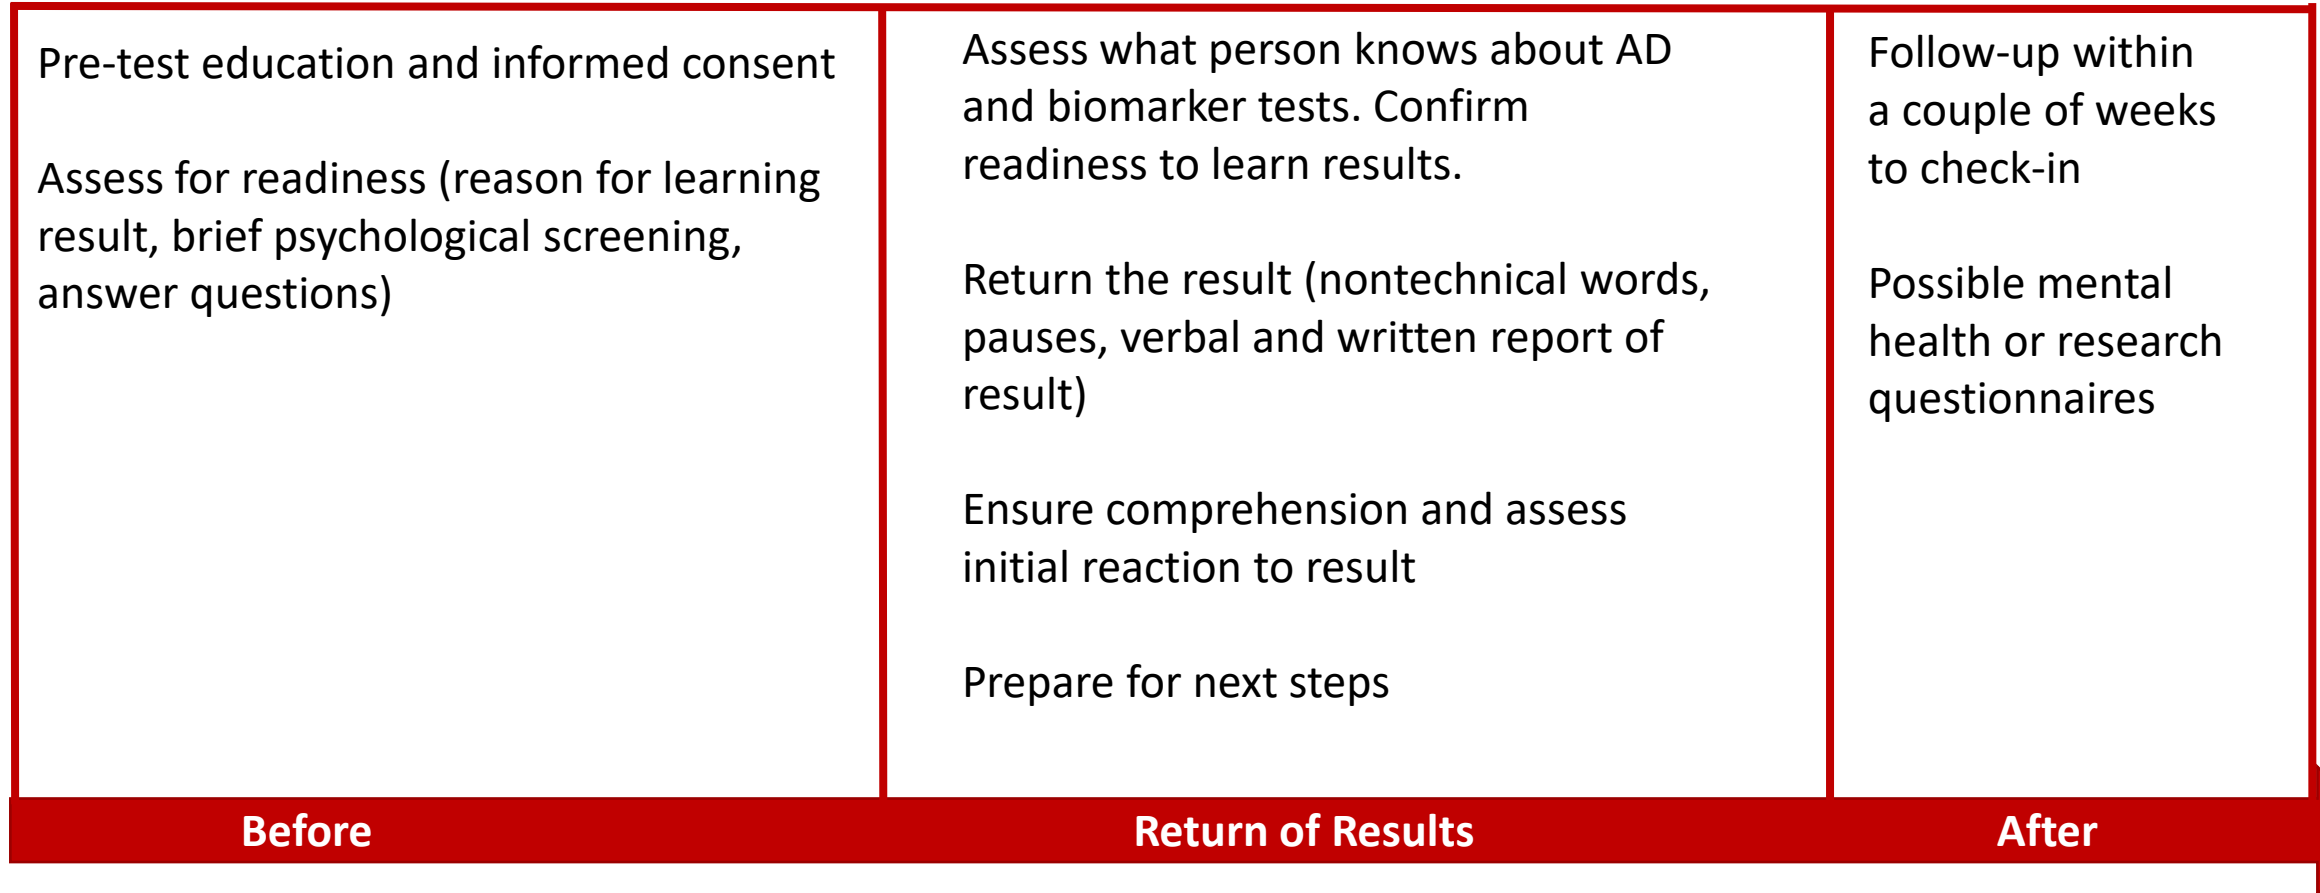 Pre-test education and informed consent
Assess for readiness (reason for learning
result, brief psychological screening,
answer questions)
Assess what person knows about AD
and biomarker tests. Confirm
readiness to learn results.
Return the result (nontechnical words,
pauses, verbal and written report of
result)
Ensure comprehension and assess
initial reaction to result
Prepare for next steps
Follow-up within
a couple of weeks
to check-in
Possible mental
health or research
questionnaires
Before
Return of Results
After